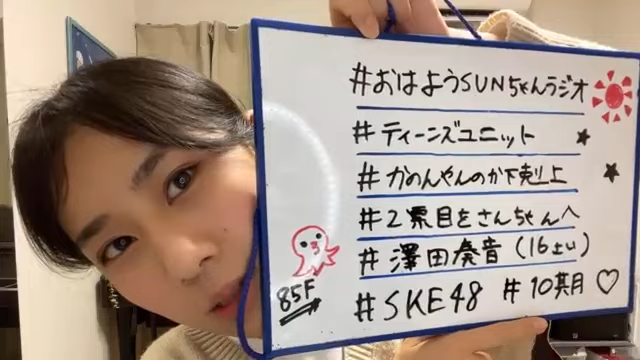 #おはようSUNちゃんラジオ
#ティーンズユニット
#かのんやんのか下剋上
#2票目をさんちゃんへ
#澤田奏音(16さい)
#SKE48 #10期目
85F